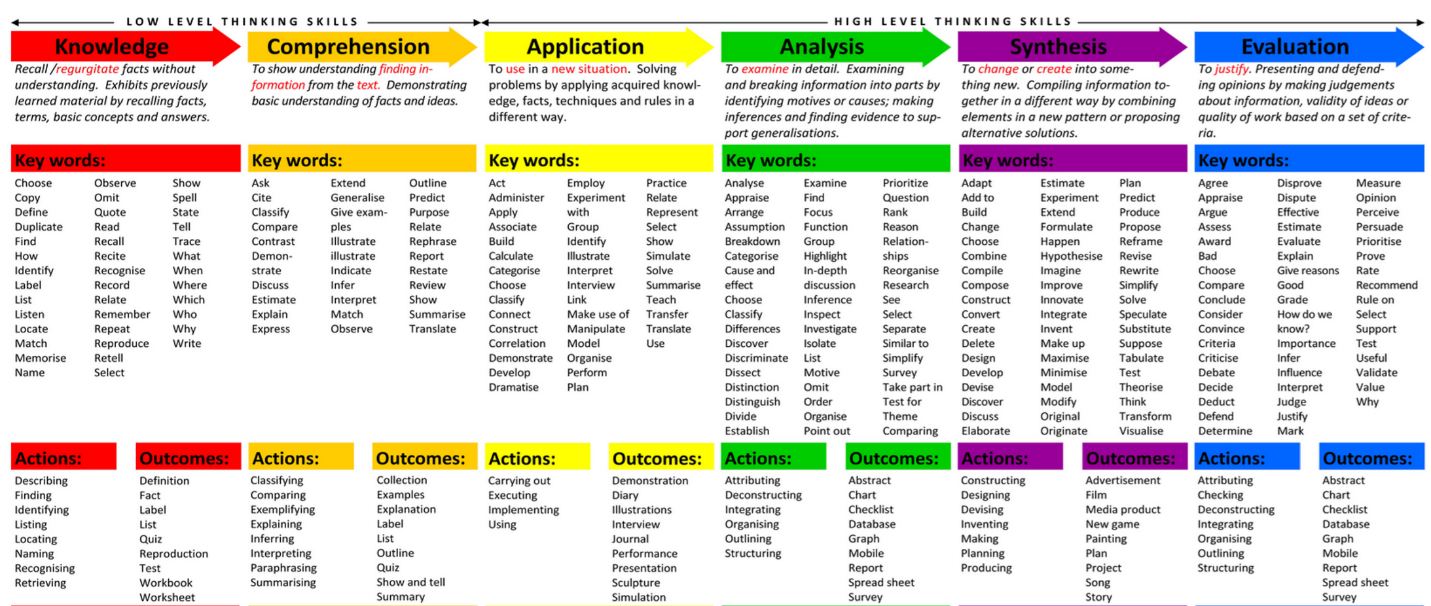 LOW LEVEL THINKING SKILLS
HIGH LEVEL THINKING SKILLS
Knowledge
Recall /regurgitate facts without
understanding. Exhibits previously
learned material by recalling facts,
terms, basic concepts and answers.
Key words:
Choose
Copy
Define
Duplicate
Find
How
Identify
Label
List
Listen
Locate
Match
Memorise
Name
Observe
Omit
Quote
Read
Recall
Recite
Recognise
Record
Relate
Remember
Repeat
Reproduce
Retell
Select
Show
Spell
State
Tell
Trace
What
When
Where
Which
Who
Why
Write
Actions:
Describing
Finding
Identifying
Listing
Locating
Naming
Recognising
Retrieving
Outcomes:
Definition
Fact
Label
List
Quiz
Reproduction
Test
Workbook
Worksheet
Comprehension
To show understanding finding in-
formation from the text. Demonstrating
basic understanding of facts and ideas.
Key words:
Ask
Cite
Classify
Compare
Contrast
Demon-
strate
Discuss
Estimate
Explain
Express
Extend
Generalise
Give exam-
ples
Illustrate
illustrate
Indicate
Infer
Interpret
Match
Observe
Outline
Predict
Purpose
Relate
Rephrase
Report
Restate
Review
Show
Summarise
Translate
Actions:
Classifying
Comparing
Exemplifying
Explaining
Inferring
Interpreting
Paraphrasing
Summarising
Outcomes:
Collection
Examples
Explanation
Label
List
Outline
Quiz
Show and tell
Summary
Application
To use in a new situation. Solving
problems by applying acquired knowl-
edge, facts, techniques and rules in a
different way.
Key words:
Act
Administer
Apply
Associate
Build
Calculate
Categorise
Choose
Classify
Connect
Construct
Correlation
Demonstrate
Develop
Dramatise
Employ
Experiment
with
Group
Identify
Illustrate
Interpret
Interview
Link
Make use of
Manipulate
Model
Organise
Perform
Plan
Practice
Relate
Represent
Select
Show
Simulate
Solve
Summarise
Teach
Transfer
Translate
Use
Actions:
Carrying out
Executing
Implementing
Using
Outcomes:
Demonstration
Diary
Illustrations
Interview
Journal
Performance
Presentation
Sculpture
Simulation
Analysis
To examine in detail. Examining
and breaking information into parts by
identifying motives or causes; making
inferences and finding evidence to sup-
port generalisations.
Key words:
Analyse
Appraise
Arrange
Assumption
Breakdown
Categorise
Cause and
effect
Choose
Classify
Differences
Discover
Discriminate
Dissect
Distinction
Distinguish
Divide
Establish
Examine
Find
Focus
Function
Group
Highlight
In-depth
discussion
Inference
Inspect
Investigate
Isolate
List
Motive
Omit
Order
Organise
Point out
Prioritize
Question
Rank
Reason
Relation-
ships
Reorganise
Research
See
Select
Separate
Similar to
Simplify
Survey
Take part in
Test for
Theme
Comparing
Actions:
Attributing
Deconstructing
Integrating
Organising
Outlining
Structuring
Outcomes:
Abstract
Chart
Checklist
Database
Graph
Mobile
Report
Spread sheet
Survey
Synthesis
To change or create into some-
thing new. Compiling information to-
gether in a different way by combining
elements in a new pattern or proposing
alternative solutions.
Key words:
Adapt
Add to
Build
Change
Choose
Combine
Compile
Compose
Construct
Convert
Create
Delete
Design
Develop
Devise
Discover
Discuss
Elaborate
Estimate
Experiment
Extend
Formulate
Happen
Hypothesise
Imagine
Improve
Innovate
Integrate
Invent
Make up
Maximise
Minimise
Model
Modify
Original
Originate
Plan
Predict
Produce
Propose
Reframe
Revise
Rewrite
Simplify
Solve
Speculate
Substitute
Suppose
Tabulate
Test
Theorise
Think
Transform
Visualise
Actions:
Constructing
Designing
Devising
Inventing
Making
Planning
Producing
Outcomes:
Advertisement
Film
Media product
New game
Painting
Plan
Project
Song
Story
Evaluation
To justify. Presenting and defend-
ing opinions by making judgements
about information, validity of ideas or
quality of work based on a set of crite-
ria.
Key words:
Agree
Appraise
Argue
Assess
Award
Bad
Choose
Compare
Conclude
Consider
Convince
Criteria
Criticise
Debate
Decide
Deduct
Defend
Determine
Disprove
Dispute
Effective
Estimate
Evaluate
Explain
Give reasons
Good
Grade
How do we
know?
Importance
Infer
Influence
Interpret
Judge
Justify
Mark
Measure
Opinion
Perceive
Persuade
Prioritise
Prove
Rate
Recommend
Rule on
Select
Support
Test
Useful
Validate
Value
Why
Actions:
Attributing
Checking
Deconstructing
Integrating
Organising
Outlining
Structuring
Outcomes:
Abstract
Chart
Checklist
Database
Graph
Mobile
Report
Spread sheet
Survey